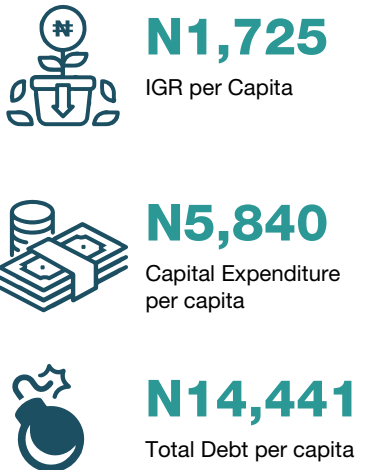 ₦
N1,725
IGR per Capita
N5,840
Capital Expenditure
per capita
N14,441
Total Debt per capita